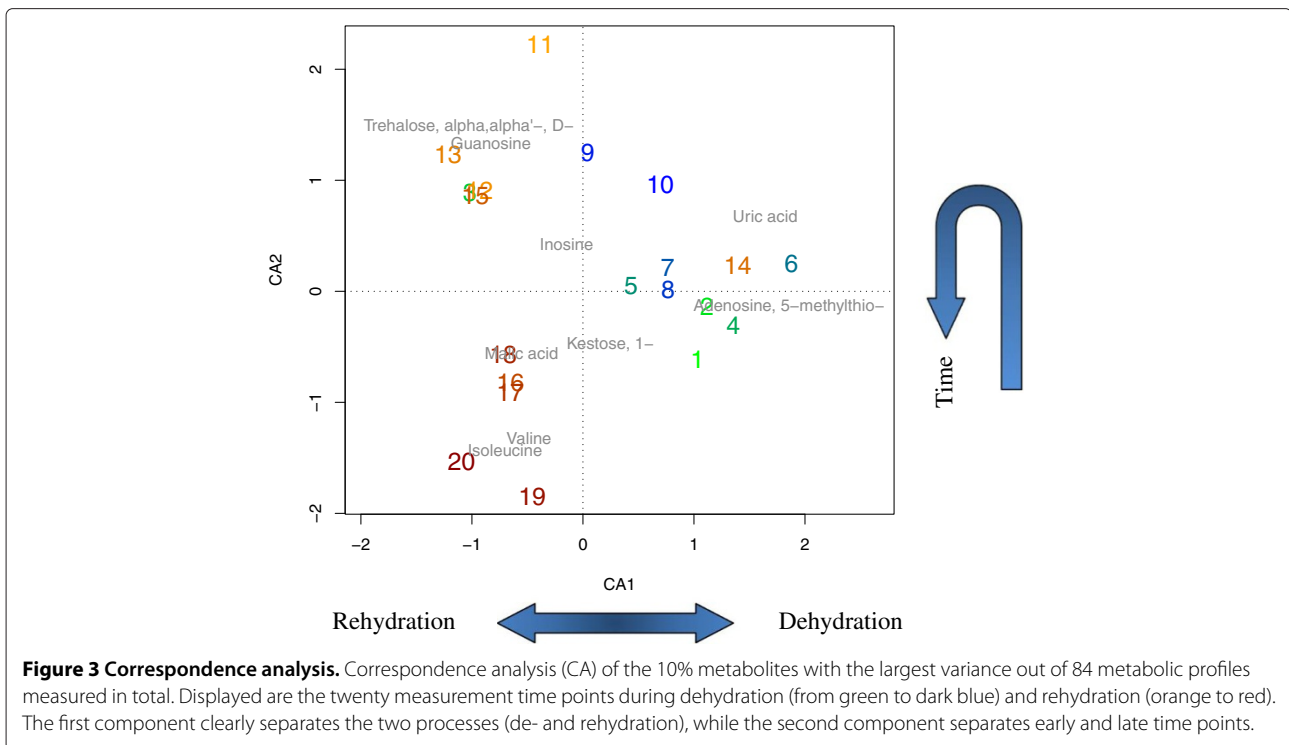 11
2
Trehalose, alpha,alpha'−, D−
Guanosine
13
9
10
1
3
12
15
Uric acid
Inosine
CA2
7
14
6
5
8
0
2
Adenosine, 5−methylthio−
4
Kestose, 1−
18
Malic acid
1
Time
16
17
−1
Valine
Isoleucine
20
19
−2
−2 −1 0 1 2
CA1
Rehydration Dehydration
Figure 3 Correspondence analysis. Correspondence analysis (CA) of the 10% metabolites with the largest variance out of 84 metabolic profiles
measured in total. Displayed are the twenty measurement time points during dehydration (from green to dark blue) and rehydration (orange to red).
The first component clearly separates the two processes (de- and rehydration), while the second component separates early and late time points.